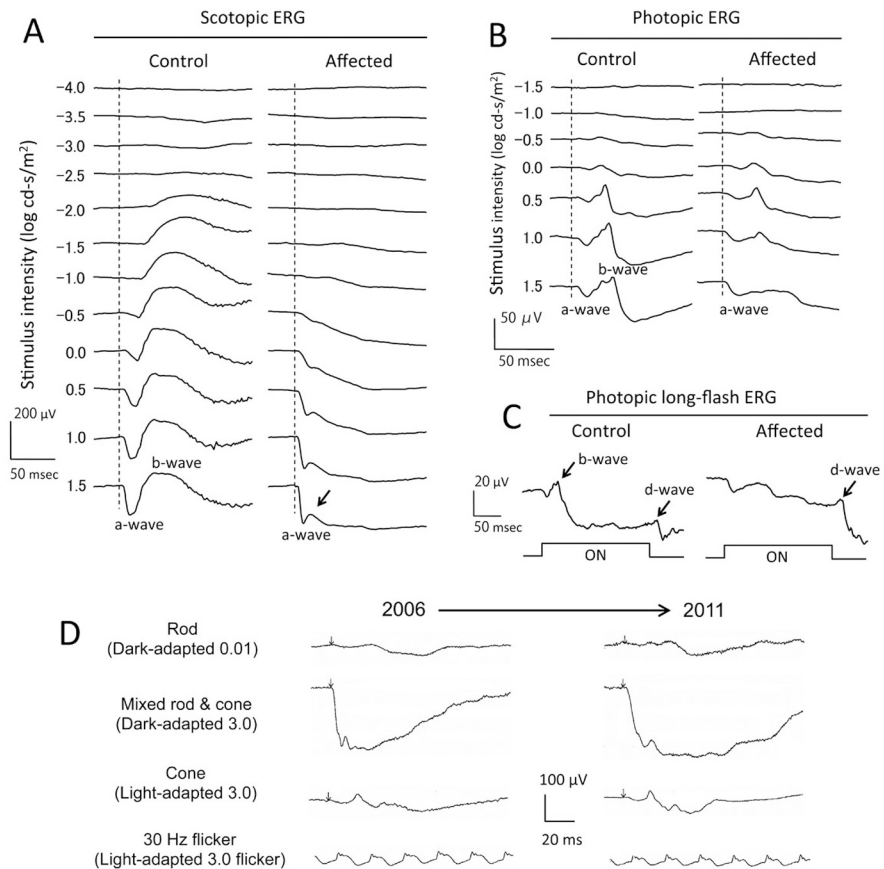 A
Scotopic ERG
Control
Affected
Stimulus intensity (log cd-s/m²)
−4.0
−3.5
−3.0
−2.5
−2.0
−1.5
−1.0
−0.5
0.0
0.5
1.0
1.5
200 μV
50 msec
b-wave
a-wave
a-wave
B
Photopic ERG
Control
Affected
Stimulus intensity (log cd-s/m²)
−1.5
−1.0
−0.5
0.0
0.5
1.0
1.5
b-wave
a-wave
a-wave
50 μV
50 msec
C
Photopic long-flash ERG
Control
Affected
b-wave
d-wave
d-wave
20 μV
50 msec
ON
ON
D
2006
2011
Rod
(Dark-adapted 0.01)
Mixed rod & cone
(Dark-adapted 3.0)
Cone
(Light-adapted 3.0)
30 Hz flicker
(Light-adapted 3.0 flicker)
100 μV
20 ms